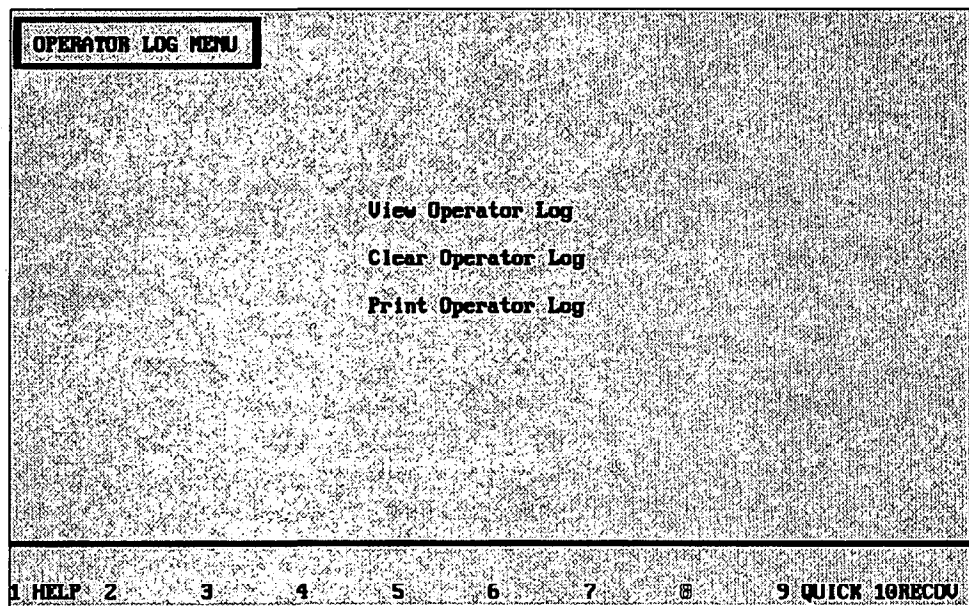 OPERATOR LOG MENU
View Operator Log
Clear Operator Log
Print Operator Log
1 HELP 2 3 4 5 6 7 8 9 QUICK 10RECOV